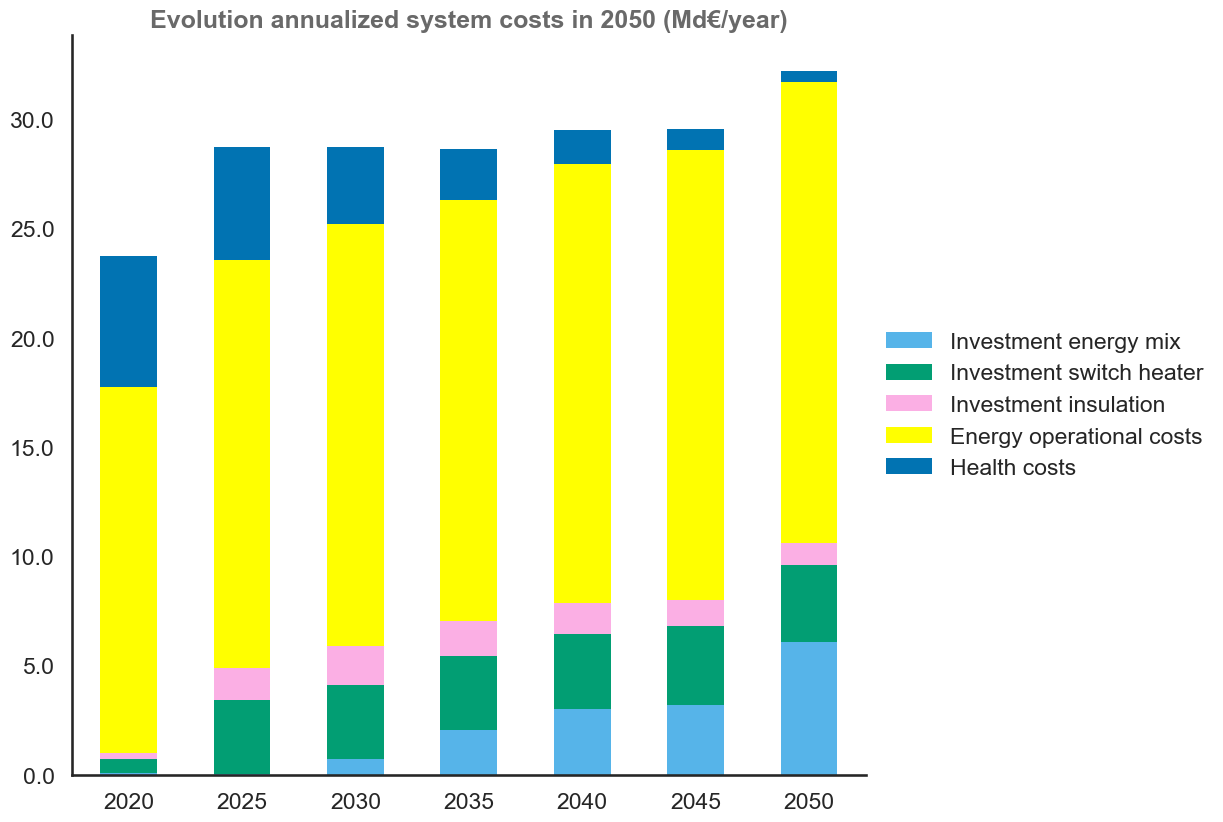 Evolution annualized system costs in 2050 (Md€/year)
30.0
25.0
20.0
15.0
10.0
5.0
0.0
2020 2025 2030 2035 2040 2045 2050
Investment energy mix
Investment switch heater
Investment insulation
Energy operational costs
Health costs